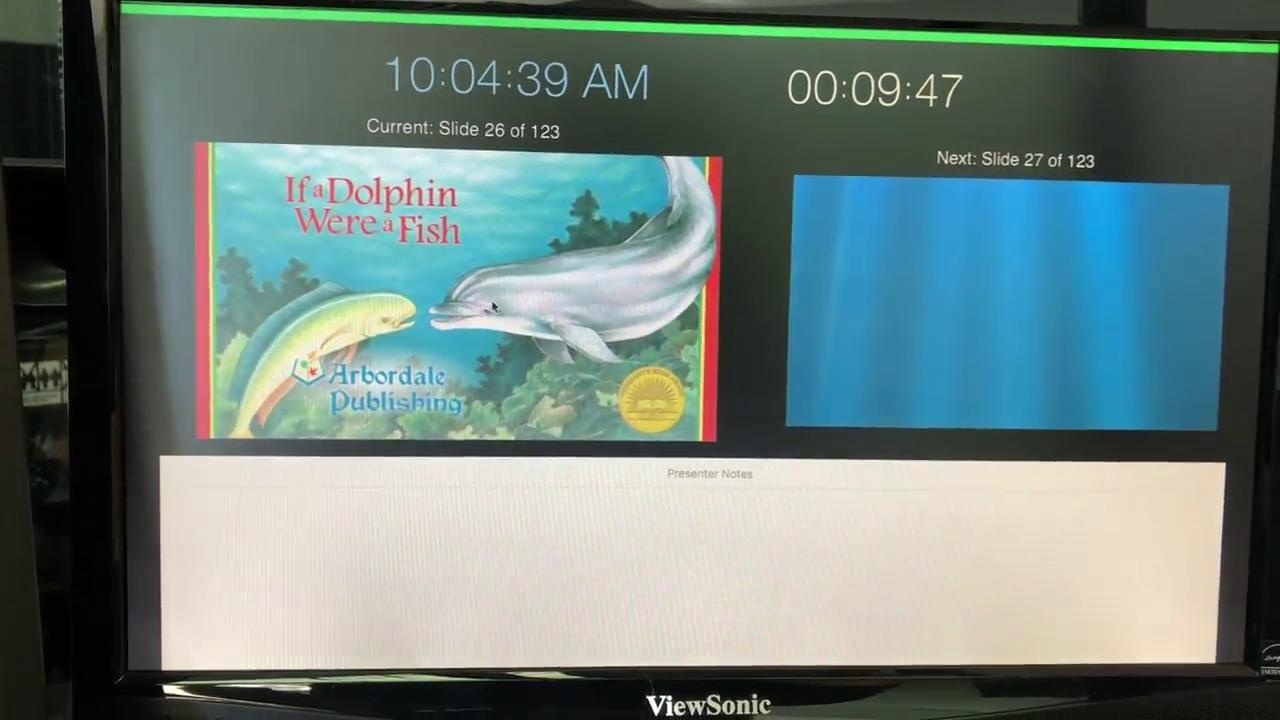 10:04:39 AM
00:09:47
Current: Slide 26 of 123
Next: Slide 27 of 123
If a Dolphin
Were a Fish
Arbordale
Publishing
Presenter Notes
ViewSonic